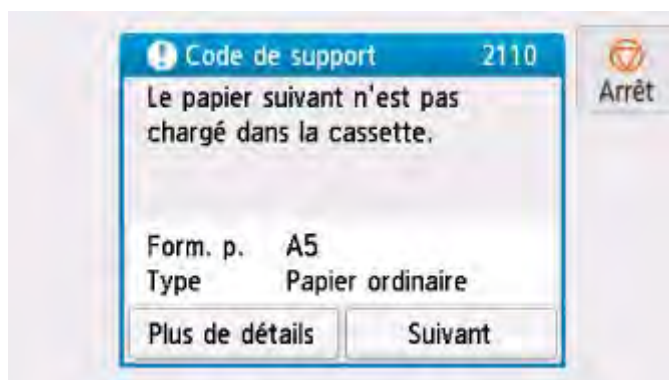 Code de support 2110
Arrêt
Le papier suivant n'est pas
chargé dans la cassette.
Form. p. A5
Type Papier ordinaire
Plus de détails Suivant